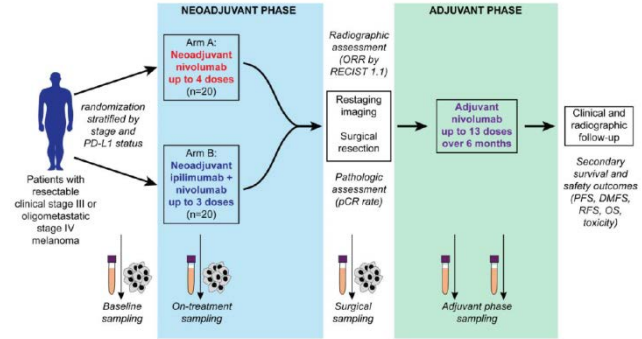 NEOADJUVANT PHASE
ADJUVANT PHASE
Arm A:
Neoadjuvant
nivolumab
up to 4 doses
(n=20)
randomization
stratified by
stage and
PD-L1 status
Patients with
resectable
clinical stage III or
oligometastatic
stage IV
melanoma
Arm B:
Neoadjuvant
ipilimumab +
nivolumab
up to 3 doses
(n=20)
Radiographic
assessment
(ORR by
RECIST 1.1)
Restaging
imaging
Surgical
resection
Pathologic
assessment
(pCR rate)
Adjuvant
nivolumab
up to 13 doses
over 6 months
Clinical and
radiographic
follow-up
Secondary
survival and
safety outcomes
(PFS, DMFS,
RFS, OS,
toxicity)
Baseline
sampling
On-treatment
sampling
Surgical
sampling
Adjuvant phase
sampling